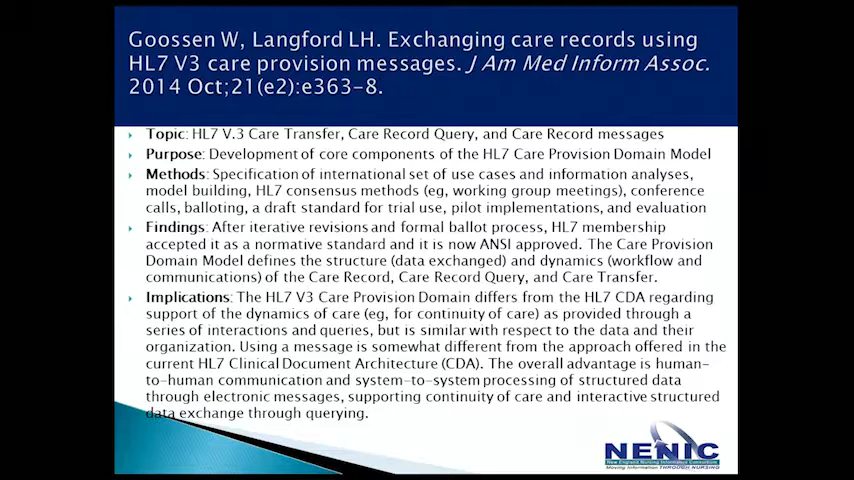 Goossen W, Langford LH. Exchanging care records using
HL7 V3 care provision messages. J Am Med Inform Assoc.
2014 Oct;21(e2):e363-8.
Topic: HL7 V.3 Care Transfer, Care Record Query, and Care Record messages
Purpose: Development of core components of the HL7 Care Provision Domain Model
Methods: Specification of international set of use cases and information analyses,
model building, HL7 consensus methods (eg, working group meetings), conference
calls, balloting, a draft standard for trial use, pilot implementations, and evaluation
Findings: After iterative revisions and formal ballot process, HL7 membership
accepted it as a normative standard and it is now ANSI approved. The Care Provision
Domain Model defines the structure (data exchanged) and dynamics (workflow and
communications) of the Care Record, Care Record Query, and Care Transfer.
Implications: The HL7 V3 Care Provision Domain differs from the HL7 CDA regarding
support of the dynamics of care (eg, for continuity of care) as provided through a
series of interactions and queries, but is similar with respect to the data and their
organization. Using a message is somewhat different from the approach offered in the
current HL7 Clinical Document Architecture (CDA). The overall advantage is human-
to-human communication and system-to-system processing of structured data
through electronic messages, supporting continuity of care and interactive structured
data exchange through querying.
NENIC
New England Nursing Informatics Consortium
Moving Information THROUGH NURSING